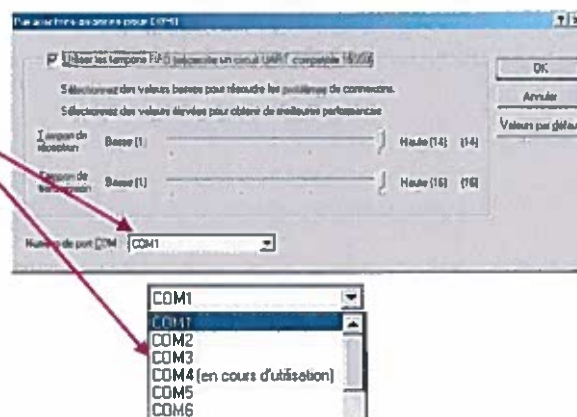 Paramètres avancés pour COM1
Utiliser les tampons FIFO (nécessite un circuit UART compatible 16550)
Sélectionnez des valeurs basses pour résoudre les problèmes de connexions.
Sélectionnez des valeurs élevées pour obtenir de meilleures performances
Tampon de réception
Basse (1)
Haute (14) (14)
Tampon de transmission
Basse (1)
Haute (16) (16)
Numéro de port COM :
COM1
OK
Annuler
Valeurs par défaut
COM1
COM1
COM2
COM3
COM4 (en cours d'utilisation)
COM5
COM6